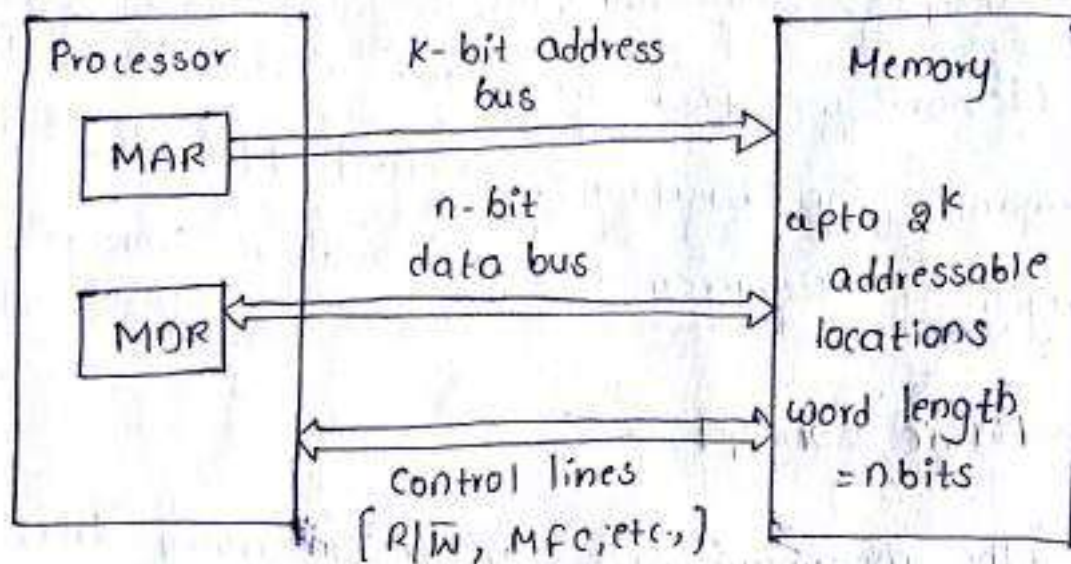 Processor
MAR
MDR
k-bit address
bus
n-bit
data bus
Control lines
[R/W̅, MFC, etc.,]
Memory
upto 2^k
addressable
locations
word length
= n bits